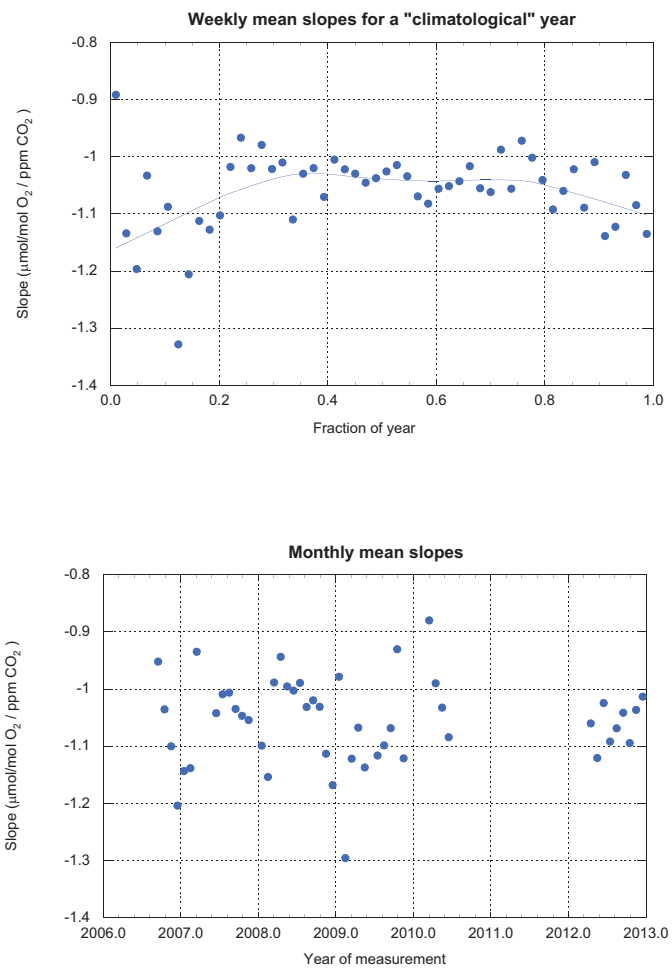 Weekly mean slopes for a "climatological" year
-0.8
-0.9
-1
-1.1
-1.2
-1.3
-1.4
Slope (μmol/mol O₂ / ppm CO₂ )
0.0 0.2 0.4 0.6 0.8 1.0
Fraction of year
Monthly mean slopes
-0.8
-0.9
-1
-1.1
-1.2
-1.3
-1.4
Slope (μmol/mol O₂ / ppm CO₂ )
2006.0 2007.0 2008.0 2009.0 2010.0 2011.0 2012.0 2013.0
Year of measurement